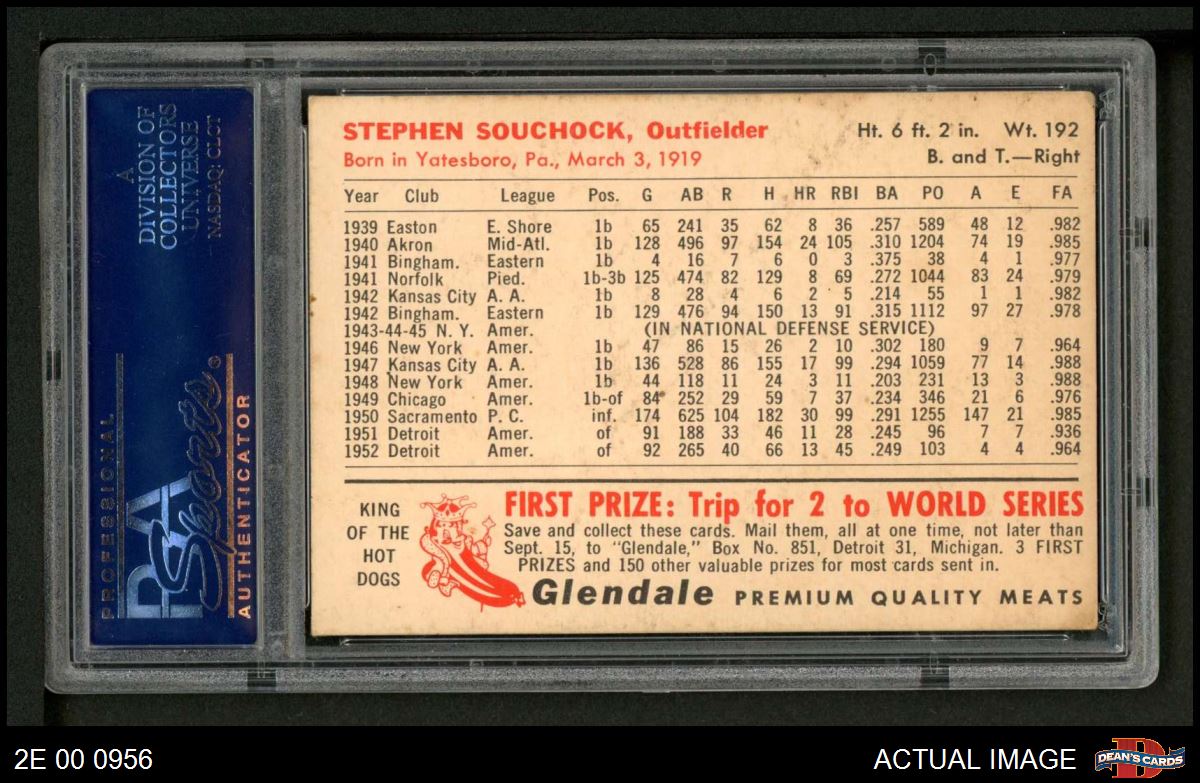 A
DIVISION OF
COLLECTORS
UNIVERSE
NASDAQ: CLCT
PROFESSIONAL
PSA
Sports®
AUTHENTICATOR
STEPHEN SOUCHOCK, Outfielder Ht. 6 ft. 2 in. Wt. 192
Born in Yatesboro, Pa., March 3, 1919 B. and T.—Right
Year Club League Pos. G AB R H HR RBI BA PO A E FA
1939 Easton E. Shore 1b 65 241 35 62 8 36 .257 589 48 12 .982
1940 Akron Mid-Atl. 1b 128 496 97 154 24 105 .310 1204 74 19 .985
1941 Bingham. Eastern 1b 4 16 7 6 0 3 .375 38 4 1 .977
1941 Norfolk Pied. 1b-3b 125 474 82 129 8 69 .272 1044 83 24 .979
1942 Kansas City A. A. 1b 8 28 4 6 2 5 .214 55 1 1 .982
1942 Bingham. Eastern 1b 129 476 94 150 13 91 .315 1112 97 27 .978
1943-44-45 N. Y. Amer. (IN NATIONAL DEFENSE SERVICE)
1946 New York Amer. 1b 47 86 15 26 2 10 .302 180 9 7 .964
1947 Kansas City A. A. 1b 136 528 86 155 17 99 .294 1059 77 14 .988
1948 New York Amer. 1b 44 118 11 24 3 11 .203 231 13 3 .988
1949 Chicago Amer. 1b-of 84 252 29 59 7 37 .234 346 21 6 .976
1950 Sacramento P. C. inf. 174 625 104 182 30 99 .291 1255 147 21 .985
1951 Detroit Amer. of 91 188 33 46 11 28 .245 96 7 7 .936
1952 Detroit Amer. of 92 265 40 66 13 45 .249 103 4 4 .964
KING
OF THE
HOT
DOGS
FIRST PRIZE: Trip for 2 to WORLD SERIES
Save and collect these cards. Mail them, all at one time, not later than
Sept. 15, to "Glendale," Box No. 851, Detroit 31, Michigan. 3 FIRST
PRIZES and 150 other valuable prizes for most cards sent in.
Glendale PREMIUM QUALITY MEATS
2E 00 0956
ACTUAL IMAGE
D
DEAN'S CARDS